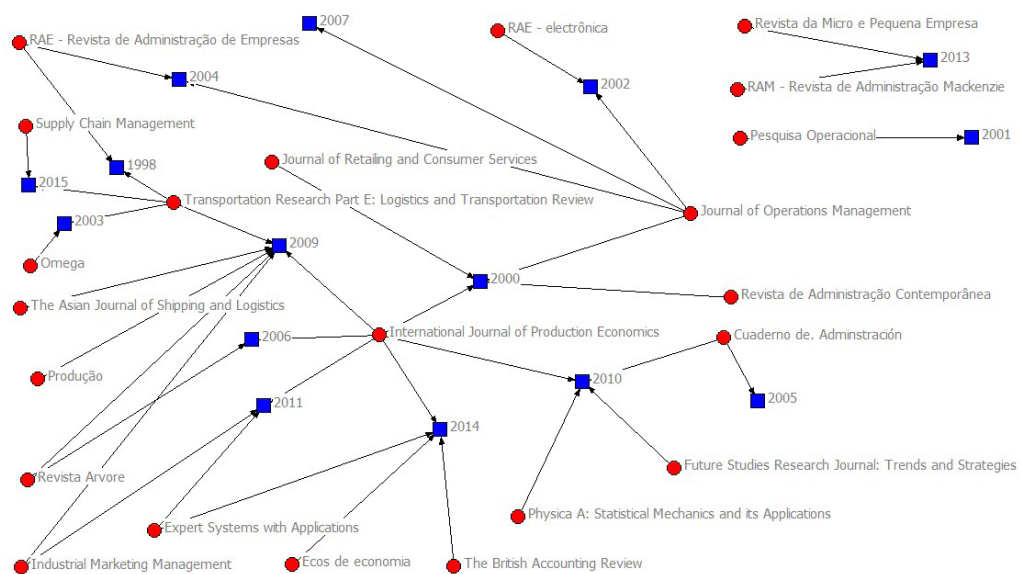 2007
RAE - electrônica
Revista da Micro e Pequena Empresa
RAE - Revista de Administração de Empresas
2013
2004
2002
RAM - Revista de Administração Mackenzie
Supply Chain Management
Pesquisa Operacional
2001
Journal of Retailing and Consumer Services
1998
2015
Transportation Research Part E: Logistics and Transportation Review
Journal of Operations Management
2003
2009
Omega
2000
Revista de Administração Contemporânea
The Asian Journal of Shipping and Logistics
International Journal of Production Economics
Cuaderno de. Adminstración
2006
Produção
2010
2005
2011
2014
Future Studies Research Journal: Trends and Strategies
Revista Arvore
Physica A: Statistical Mechanics and its Applications
Expert Systems with Applications
Ecos de economia
The British Accounting Review
Industrial Marketing Management